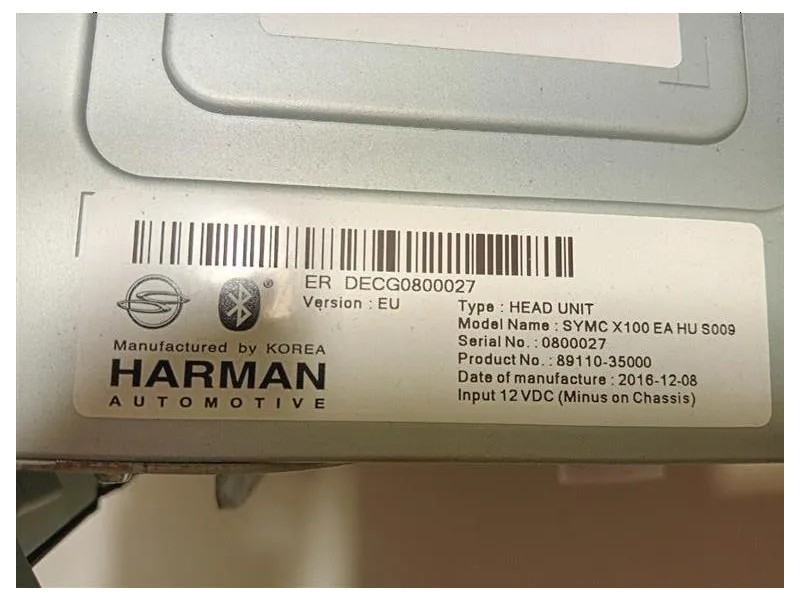 ER DECG0800027
Version : EU
®
Manufactured by KOREA
HARMAN
AUTOMOTIVE
Type : HEAD UNIT
Model Name : SYMC X100 EA HU S009
Serial No. : 0800027
Product No. : 89110-35000
Date of manufacture : 2016-12-08
Input 12 VDC (Minus on Chassis)